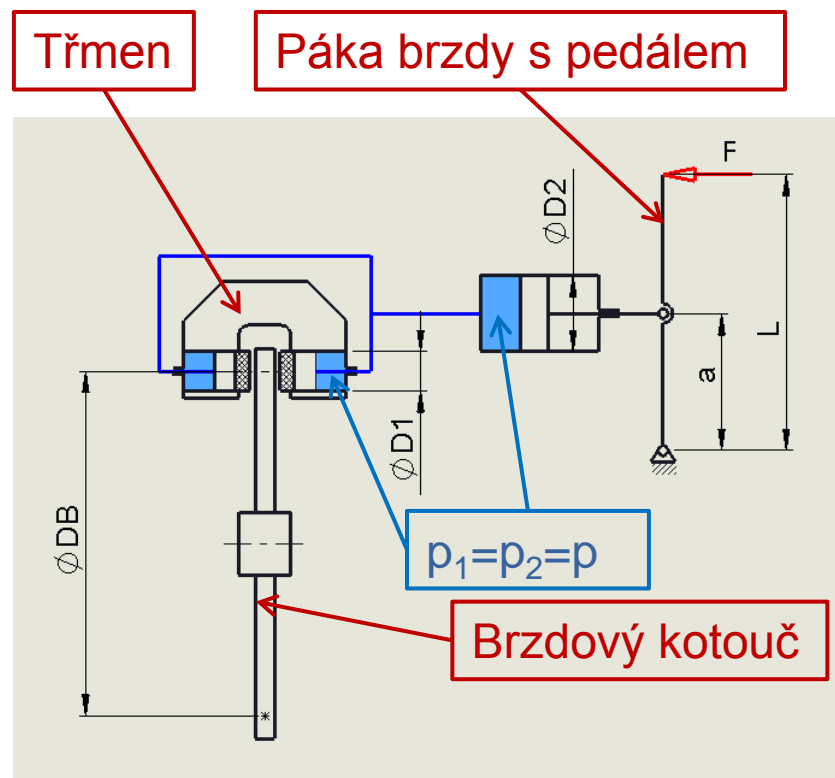 Třmen
Páka brzdy s pedálem
F
∅D2
L
a
∅D1
∅DB
p₁=p₂=p
Brzdový kotouč